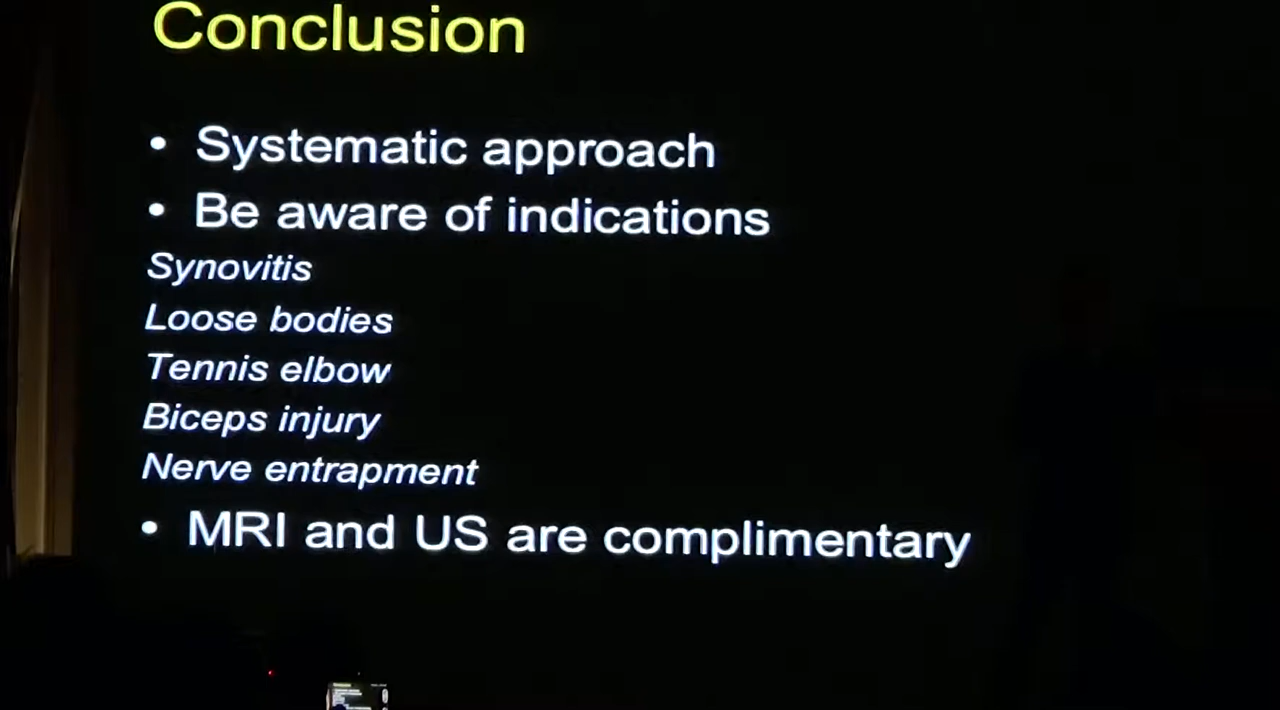 Conclusion
• Systematic approach
• Be aware of indications
Synovitis
Loose bodies
Tennis elbow
Biceps injury
Nerve entrapment
• MRI and US are complimentary